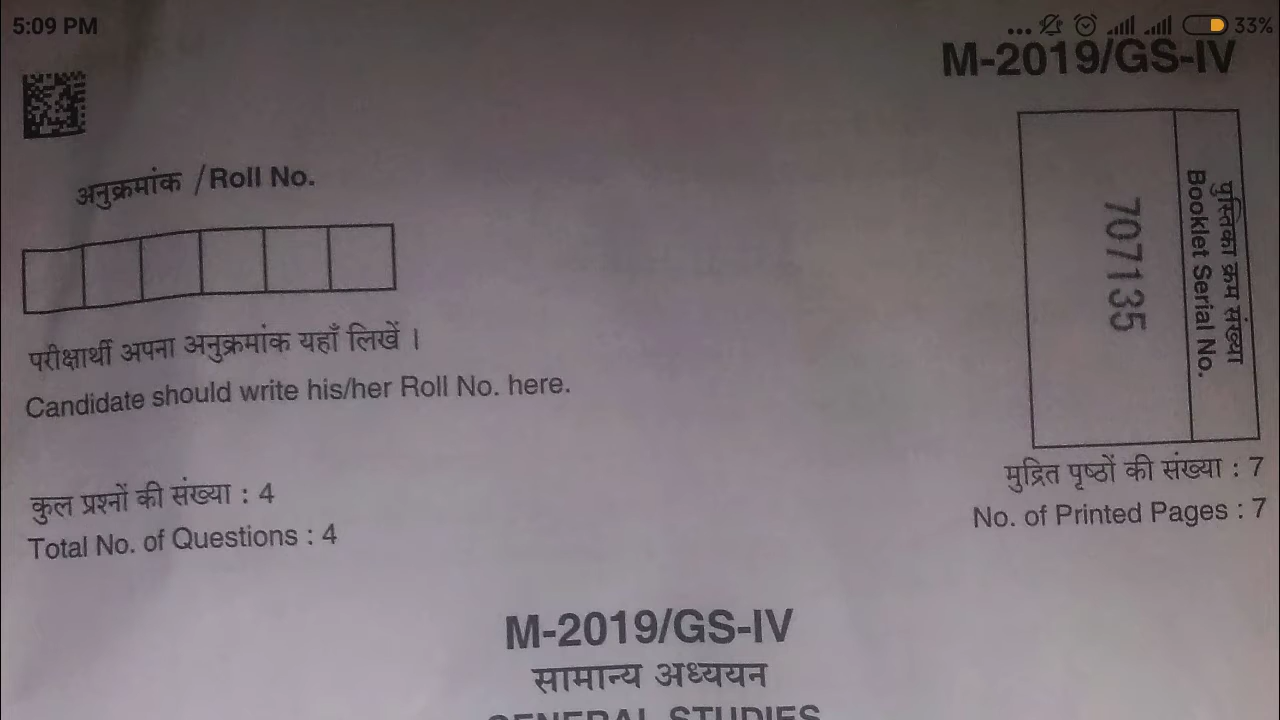 5:09 PM
33%
M-2019/GS-IV
अनुक्रमांक /Roll No.
परीक्षार्थी अपना अनुक्रमांक यहाँ लिखें ।
Candidate should write his/her Roll No. here.
पुस्तिका क्रम संख्या
Booklet Serial No.
707135
कुल प्रश्नों की संख्या : 4
Total No. of Questions : 4
मुद्रित पृष्ठों की संख्या : 7
No. of Printed Pages : 7
M-2019/GS-IV
सामान्य अध्ययन
GENERAL STUDIES